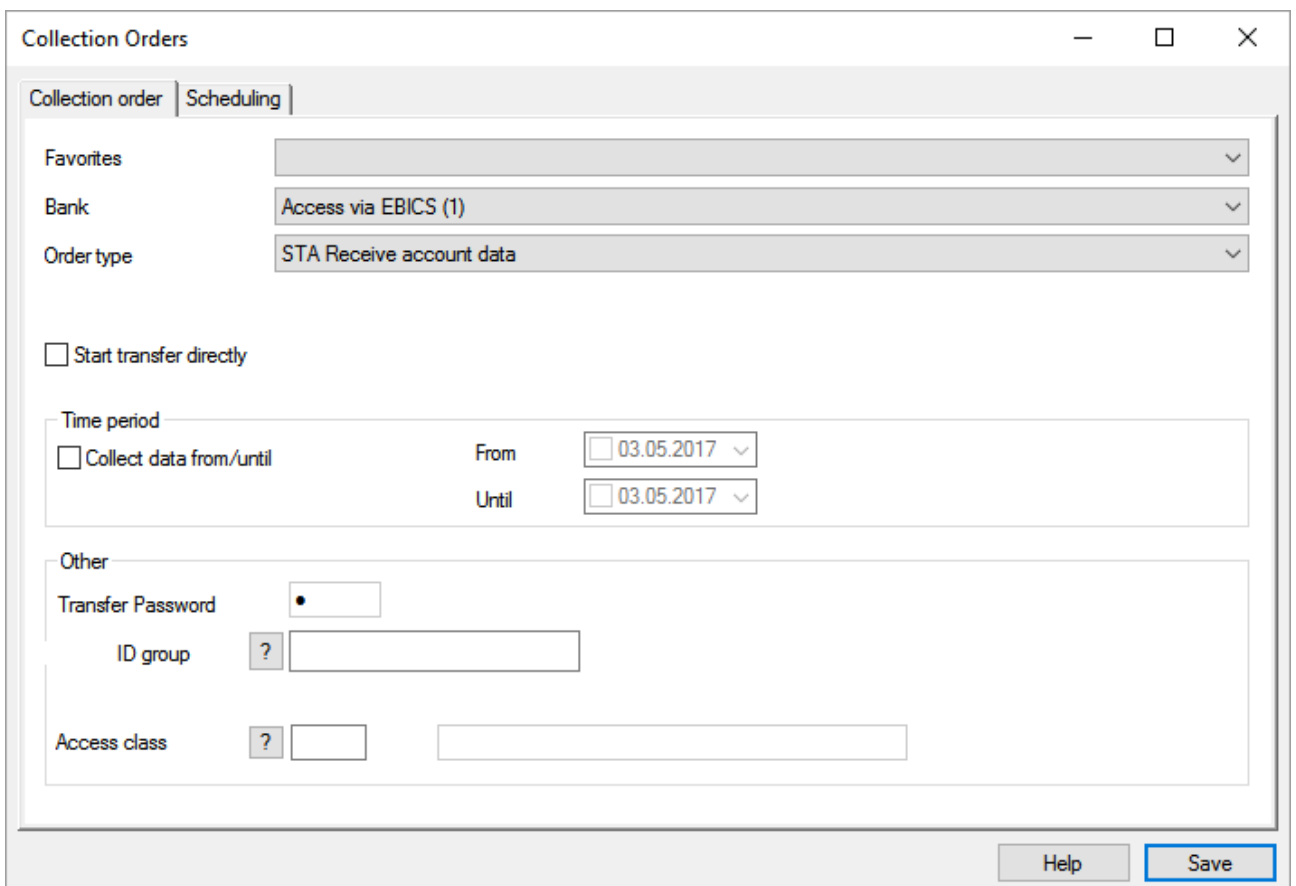 Collection Orders
Collection order Scheduling
Favorites
Bank Access via EBICS (1)
Order type STA Receive account data
Start transfer directly
Time period
Collect data from/until From 03.05.2017
Until 03.05.2017
Other
Transfer Password •
ID group ?
Access class ?
Help Save